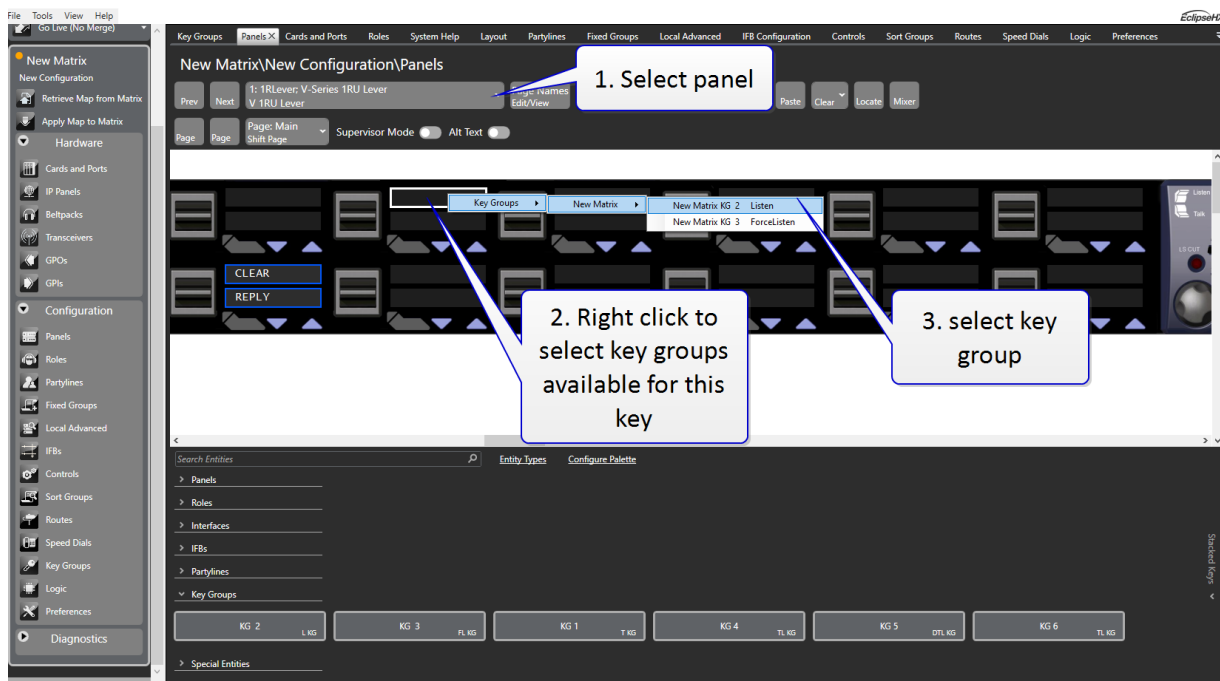 File Tools View Help
EclipseHX
Go Live (No Merge)
Key Groups Panels X Cards and Ports Roles System Help Layout Partylines Fixed Groups Local Advanced IFB Configuration Controls Sort Groups Routes Speed Dials Logic Preferences
New Matrix
New Configuration
Retrieve Map from Matrix
Apply Map to Matrix
Hardware
Cards and Ports
IP Panels
Beltpacks
Transceivers
GPOs
GPIs
Configuration
Panels
Roles
Partylines
Fixed Groups
Local Advanced
IFBs
Controls
Sort Groups
Routes
Speed Dials
Key Groups
Logic
Preferences
Diagnostics
New Matrix\New Configuration\Panels
Prev Next
1: 1RLever; V-Series 1RU Lever
V 1RU Lever
Names
Edit/View
Paste Clear Locate Mixer
1. Select panel
Page Page
Page: Main
Shift Page
Supervisor Mode Alt Text
Key Groups New Matrix New Matrix KG 2 Listen
New Matrix KG 3 ForceListen
Listen
Talk
LS CUT
CLEAR
REPLY
2. Right click to
select key groups
available for this
key
3. select key
group
Search Entities Entity Types Configure Palette
Panels
Roles
Interfaces
IFBs
Partylines
Key Groups
KG 2 L KG
KG 3 FL KG
KG 1 T KG
KG 4 TL KG
KG 5 DTL KG
KG 6 TL KG
Special Entities
Stacked Keys